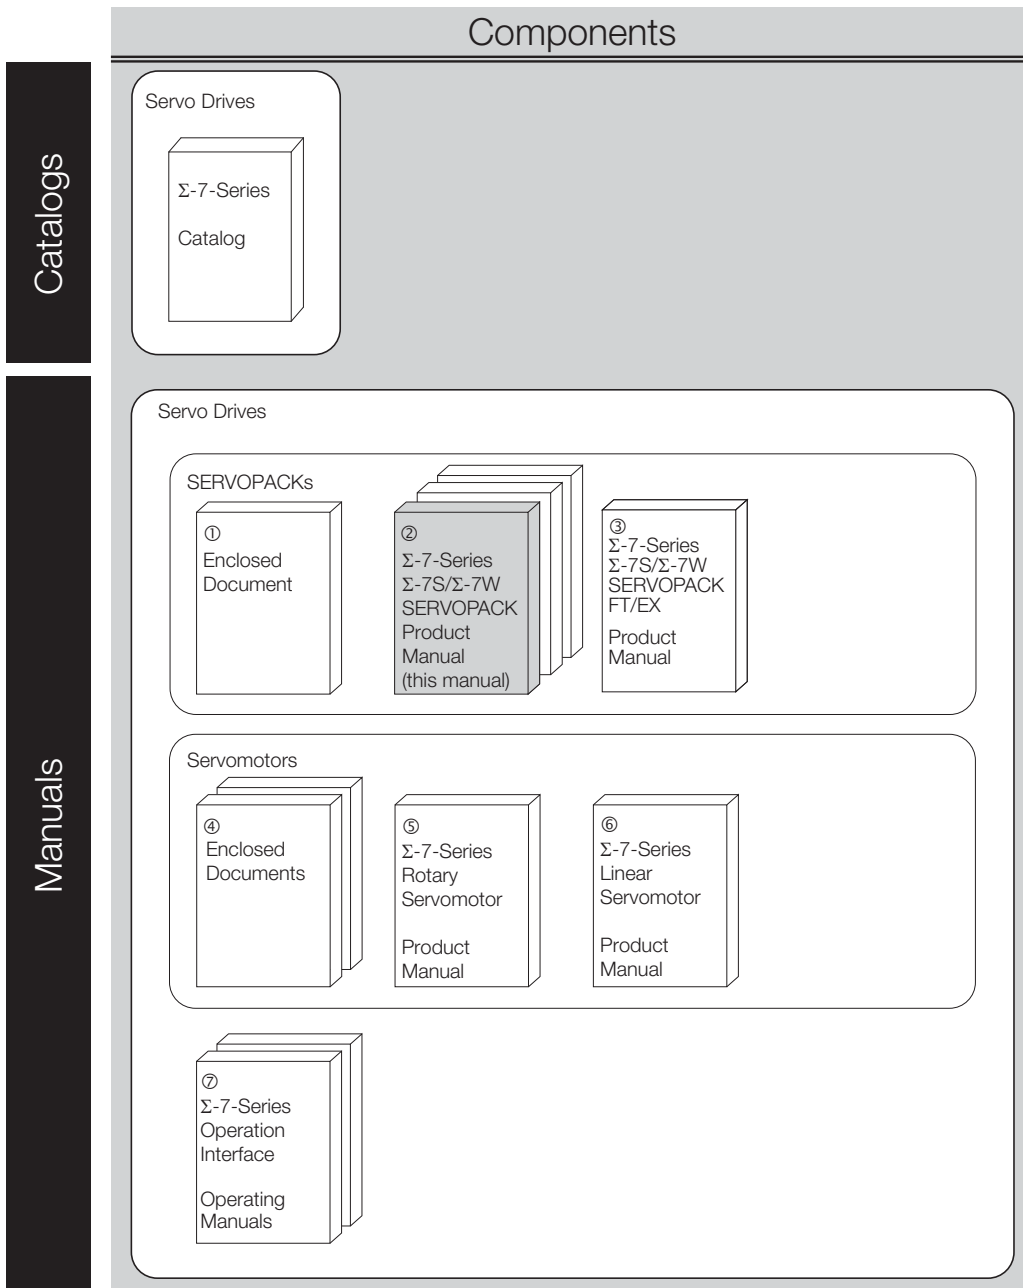 Components
Catalogs
Servo Drives
Σ-7-Series
Catalog
Manuals
Servo Drives
SERVOPACKs
①
Enclosed
Document
②
Σ-7-Series
Σ-7S/Σ-7W
SERVOPACK
Product
Manual
(this manual)
③
Σ-7-Series
Σ-7S/Σ-7W
SERVOPACK
FT/EX
Product
Manual
Servomotors
④
Enclosed
Documents
⑤
Σ-7-Series
Rotary
Servomotor
Product
Manual
⑥
Σ-7-Series
Linear
Servomotor
Product
Manual
⑦
Σ-7-Series
Operation
Interface
Operating
Manuals